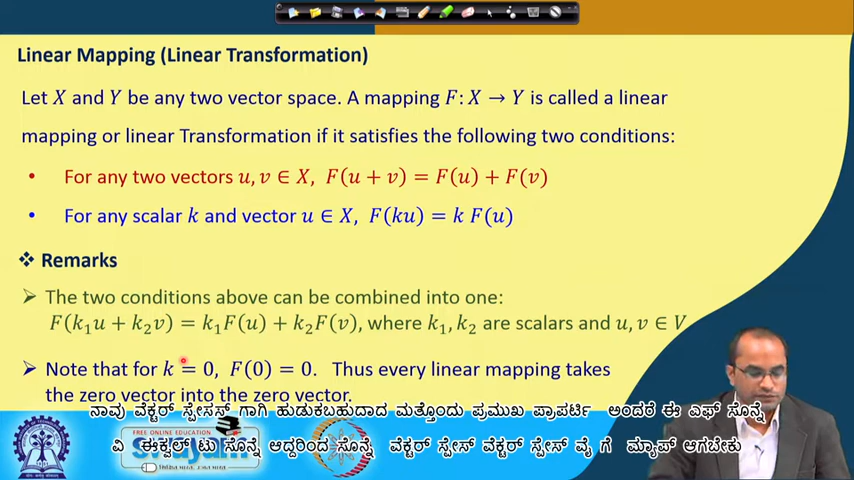 Linear Mapping (Linear Transformation)
Let X and Y be any two vector space. A mapping F: X → Y is called a linear
mapping or linear Transformation if it satisfies the following two conditions:
• For any two vectors u, v ∈ X, F(u + v) = F(u) + F(v)
• For any scalar k and vector u ∈ X, F(ku) = k F(u)
❖ Remarks
➢ The two conditions above can be combined into one:
F(k₁u + k₂v) = k₁F(u) + k₂F(v), where k₁, k₂ are scalars and u, v ∈ V
➢ Note that for k = 0, F(0) = 0. Thus every linear mapping takes
the zero vector into the zero vector.
ನಾವು ವೆಕ್ಟರ್ ಸ್ಪೇಸಸ್ ಗಾಗಿ ಹುಡುಕಬಹುದಾದ ಮತ್ತೊಂದು ಪ್ರಮುಖ ಪ್ರಾಪರ್ಟಿ ಅಂದರೆ ಈ ಎಫ್ ಸೊನ್ನೆ
ವಿ ಈಕ್ವಲ್ ಟು ಸೊನ್ನೆ ಆದ್ದರಿಂದ ಸೊನ್ನೆ ವೆಕ್ಟರ್ ಸ್ಪೇಸ್ ವೆಕ್ಟರ್ ಸ್ಪೇಸ್ ವೈ ಗೆ ಮ್ಯಾಪ್ ಆಗಬೇಕು
FREE ONLINE EDUCATION